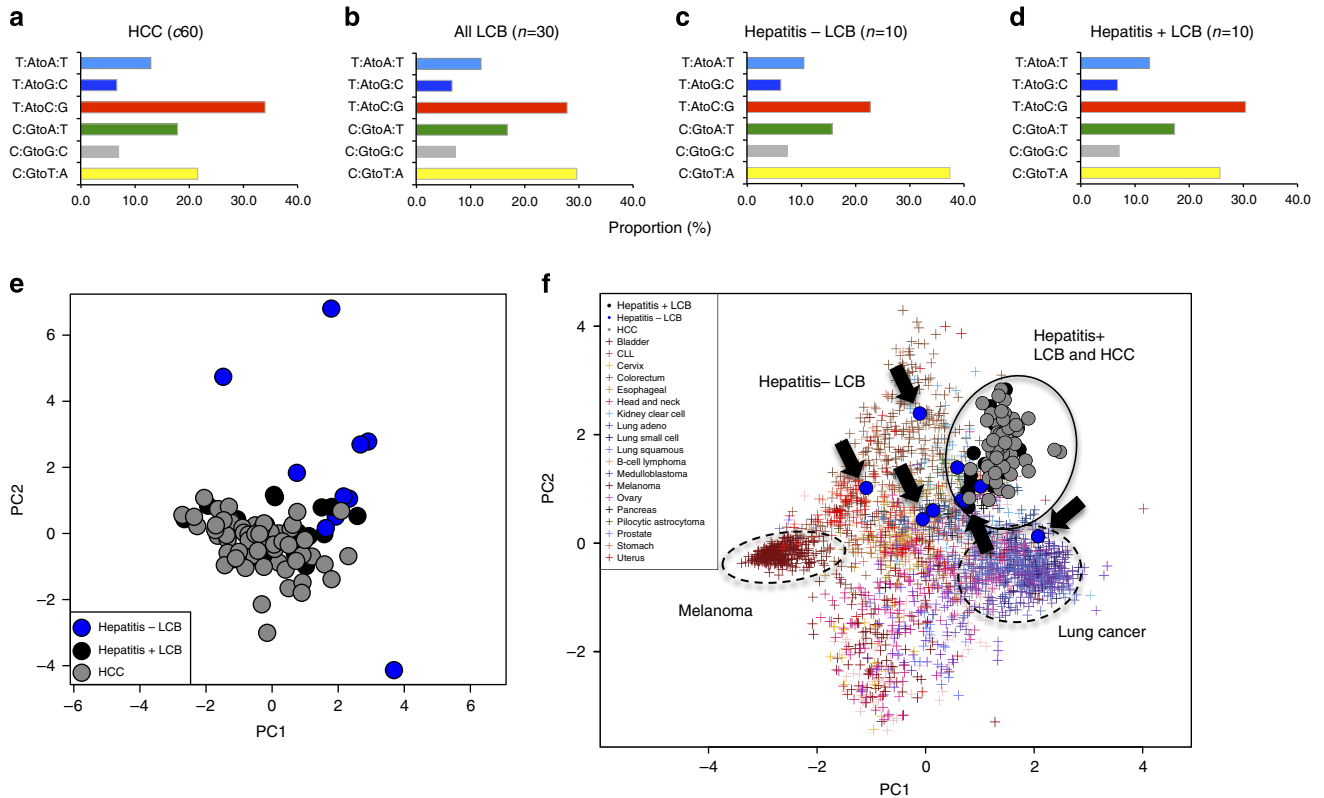 a
HCC (c60)
T:AtoA:T
T:AtoG:C
T:AtoC:G
C:GtoA:T
C:GtoG:C
C:GtoT:A
0.0 10.0 20.0 30.0 40.0
b
All LCB (n=30)
T:AtoA:T
T:AtoG:C
T:AtoC:G
C:GtoA:T
C:GtoG:C
C:GtoT:A
0.0 10.0 20.0 30.0 40.0
c
Hepatitis – LCB (n=10)
T:AtoA:T
T:AtoG:C
T:AtoC:G
C:GtoA:T
C:GtoG:C
C:GtoT:A
0.0 10.0 20.0 30.0 40.0
d
Hepatitis + LCB (n=10)
T:AtoA:T
T:AtoG:C
T:AtoC:G
C:GtoA:T
C:GtoG:C
C:GtoT:A
0.0 10.0 20.0 30.0 40.0
Proportion (%)
e
6
4
2
0
−2
−4
PC2
Hepatitis – LCB
Hepatitis + LCB
HCC
−6 −4 −2 0 2 4 6
PC1
f
4
2
0
−2
PC2
Hepatitis + LCB
Hepatitis – LCB
HCC
Bladder
CLL
Cervix
Colorectum
Esophageal
Head and neck
Kidney clear cell
Lung adeno
Lung small cell
Lung squamous
B-cell lymphoma
Medulloblastoma
Melanoma
Ovary
Pancreas
Pilocytic astrocytoma
Prostate
Stomach
Uterus
Hepatitis– LCB
Hepatitis+
LCB and HCC
Melanoma
Lung cancer
−4 −2 0 2 4
PC1